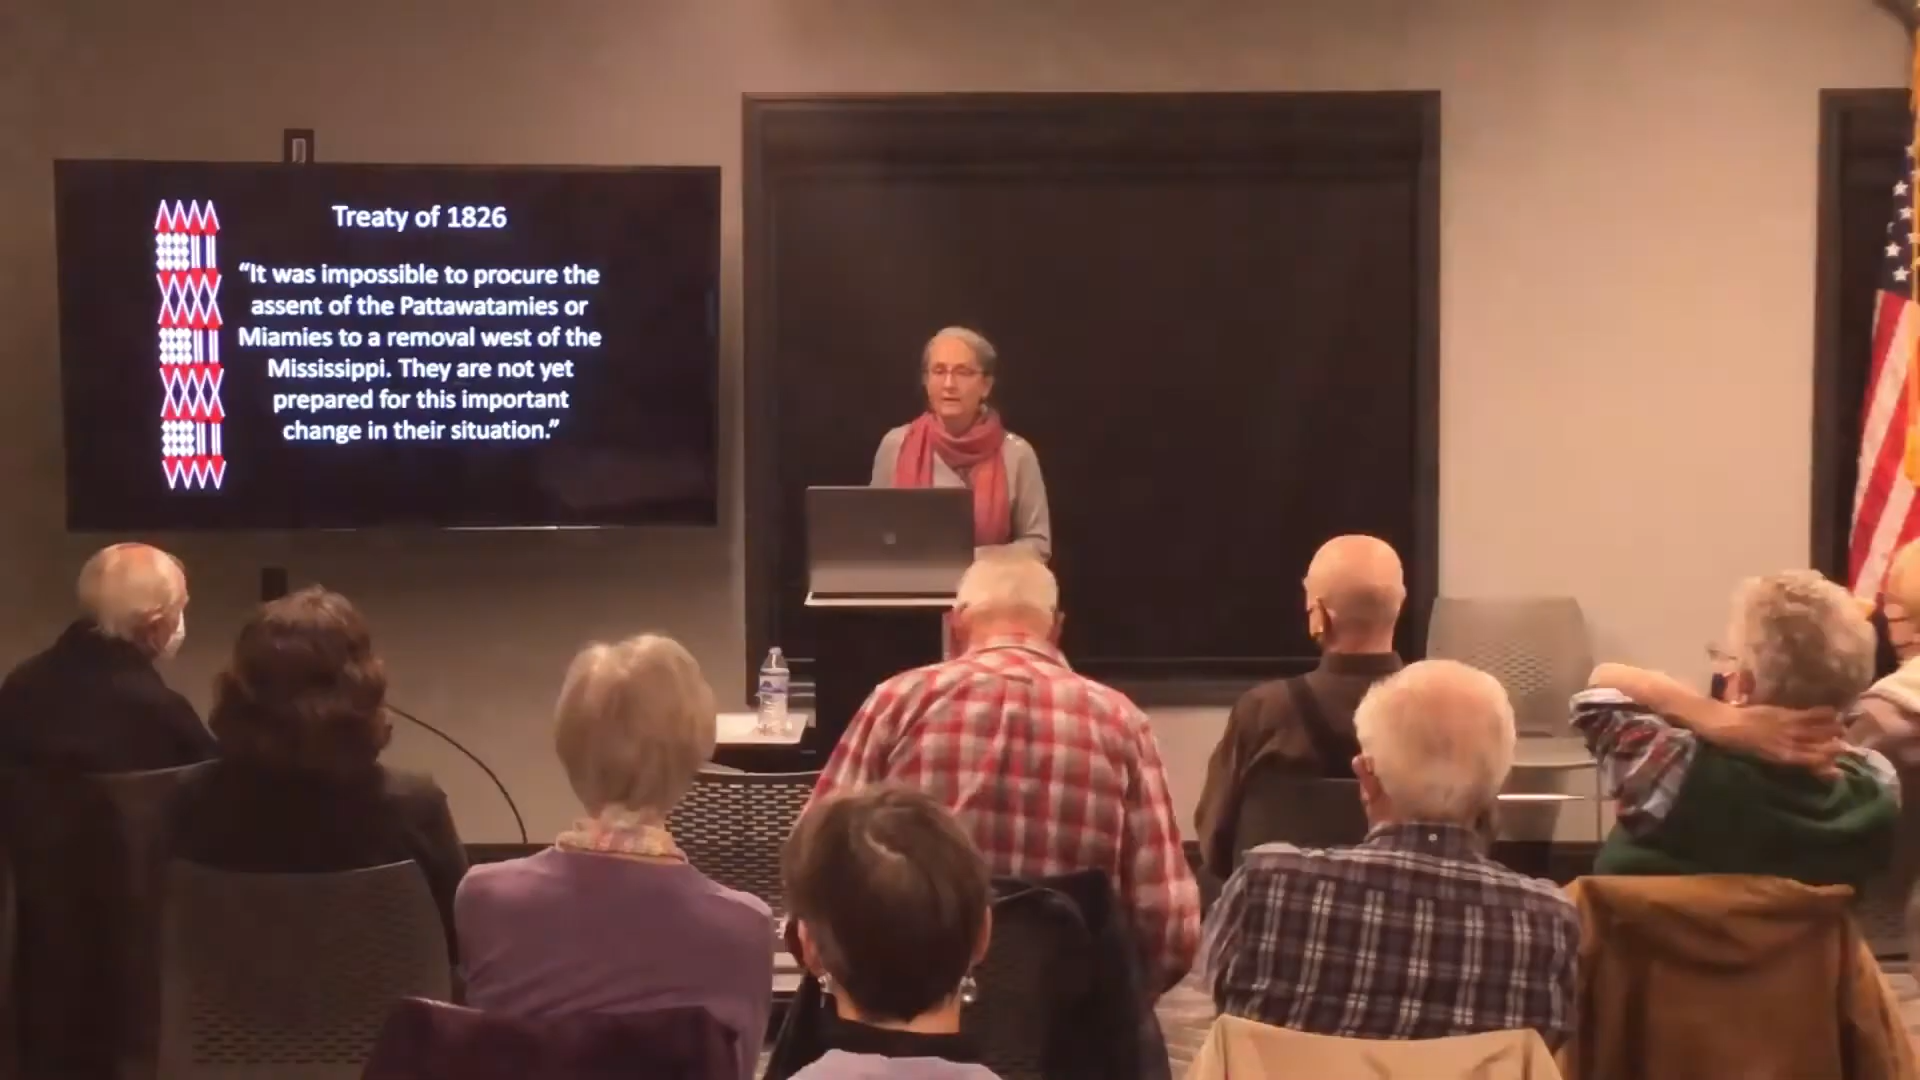 Treaty of 1826
“It was impossible to procure the
assent of the Pattawatamies or
Miamies to a removal west of the
Mississippi. They are not yet
prepared for this important
change in their situation.”